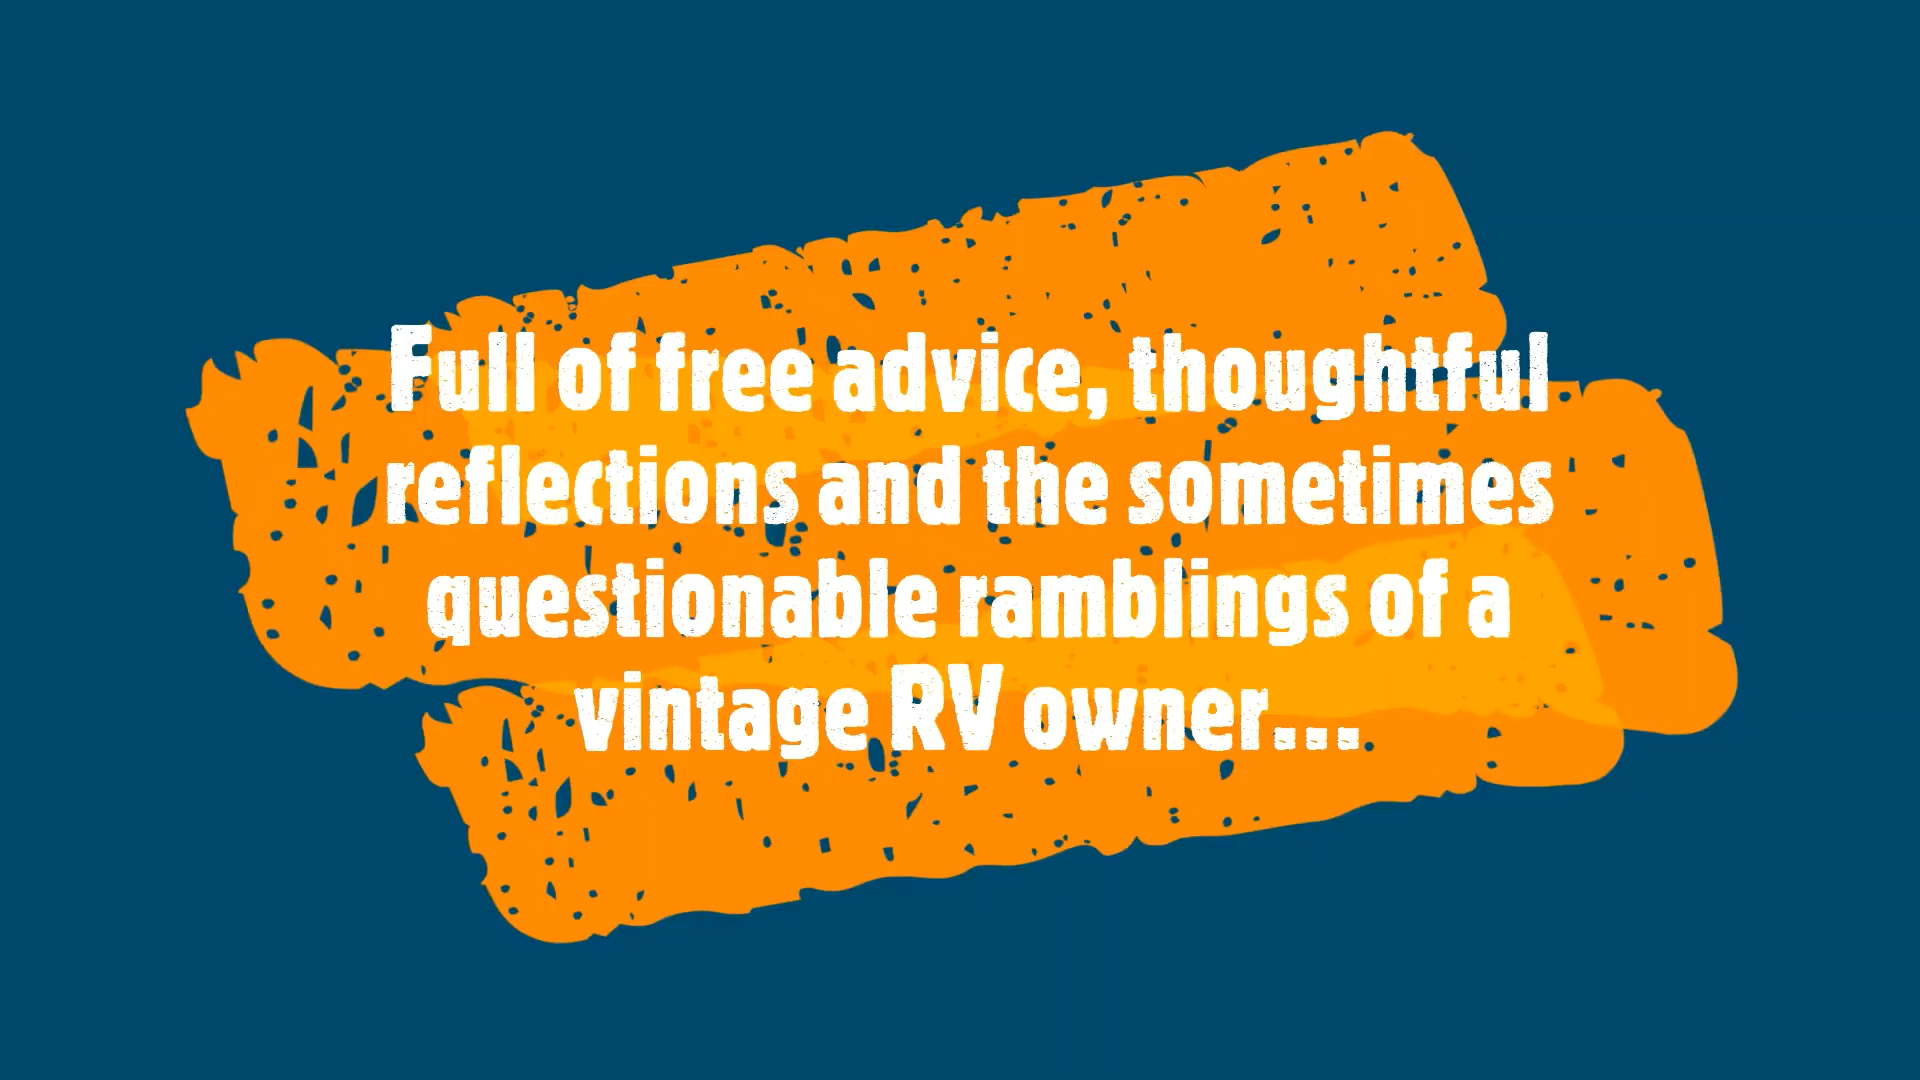 Full of free advice, thoughtful
reflections and the sometimes
questionable ramblings of a
vintage RV owner...